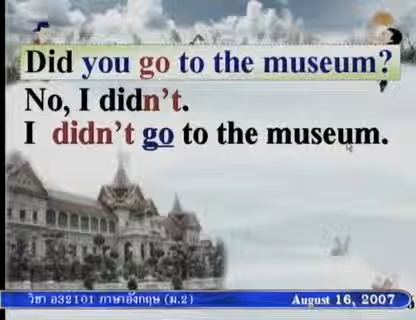 Did you go to the museum?
No, I didn't.
I didn't go to the museum.
วิชา อ32101 ภาษาอังกฤษ (ม.2)
August 16, 2007